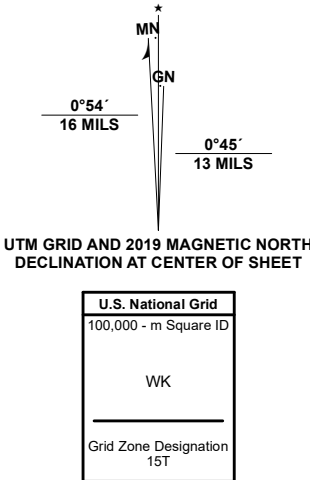 MN
GN
0°54´
16 MILS
0°45´
13 MILS
UTM GRID AND 2019 MAGNETIC NORTH
DECLINATION AT CENTER OF SHEET
U.S. National Grid
100,000 - m Square ID
WK
Grid Zone Designation
15T